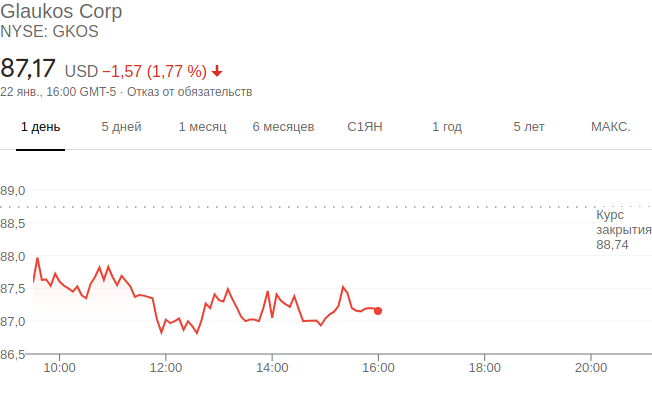 Glaukos Corp
NYSE: GKOS
87,17 USD −1,57 (1,77 %)
22 янв., 16:00 GMT-5 · Отказ от обязательств
1 день 5 дней 1 месяц 6 месяцев С1ЯН 1 год 5 лет МАКС.
89,0
Курс
88,5
закрытия
88,74
88,0
87,5
87,0
86,5
10:00 12:00 14:00 16:00 18:00 20:00